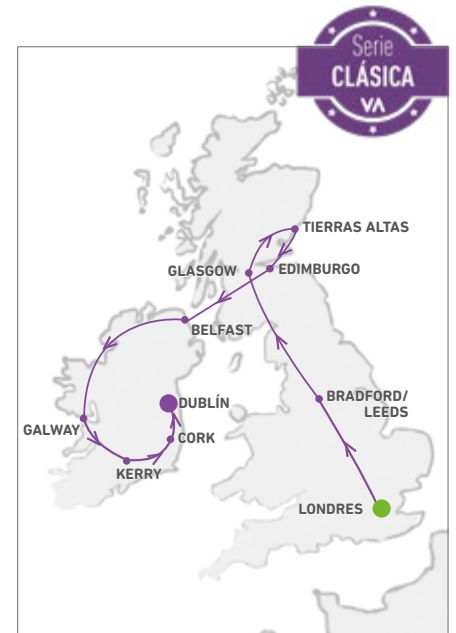 Serie
CLÁSICA
VA
TIERRAS ALTAS
GLASGOW
EDIMBURGO
BELFAST
DUBLÍN
BRADFORD/
LEEDS
GALWAY
CORK
KERRY
LONDRES